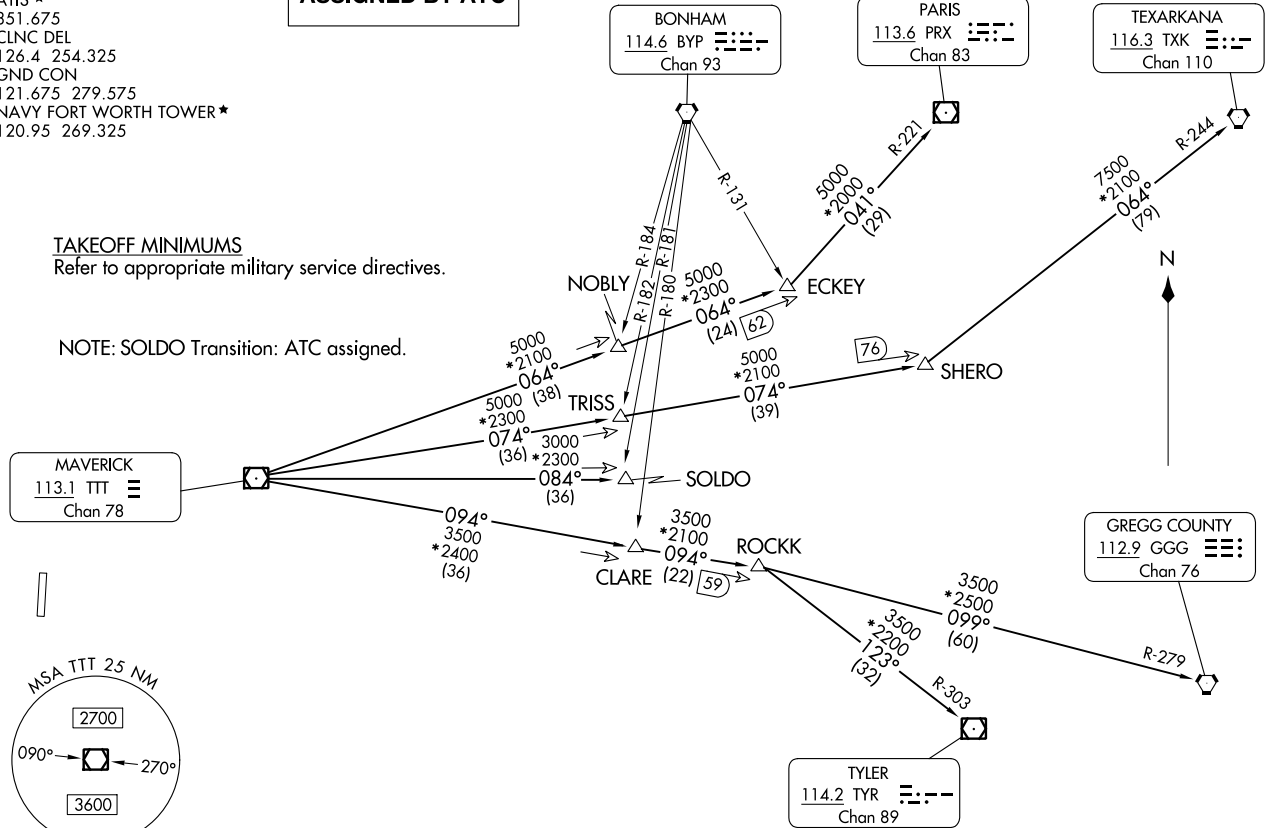 351.675
CLNC DEL
126.4 254.325
GND CON
121.675 279.575
NAVY FORT WORTH TOWER ★
120.95 269.325
ASSIGNED BY ATC
BONHAM
114.6 BYP
Chan 93
PARIS
113.6 PRX
Chan 83
TEXARKANA
116.3 TXK
Chan 110
TAKEOFF MINIMUMS
Refer to appropriate military service directives.
NOTE: SOLDO Transition: ATC assigned.
R-131
R-184
R-181
R-182
R-180
R-221
R-244
5000
*2000
041°
(29)
7500
*2100
064°
(79)
N
NOBLY
5000
*2300
064°
(24)
62
ECKEY
5000
*2100
064°
(38)
TRISS
5000
*2100
074°
(39)
76
SHERO
5000
*2300
074°
(36)
3000
*2300
084°
(36)
SOLDO
MAVERICK
113.1 TTT
Chan 78
094°
3500
*2400
(36)
CLARE
3500
*2100
094°
(22)
59
ROCKK
GREGG COUNTY
112.9 GGG
Chan 76
3500
*2500
099°
(60)
R-279
3500
*2200
123°
(32)
R-303
TYLER
114.2 TYR
Chan 89
MSA TTT 25 NM
2700
090°
270°
3600